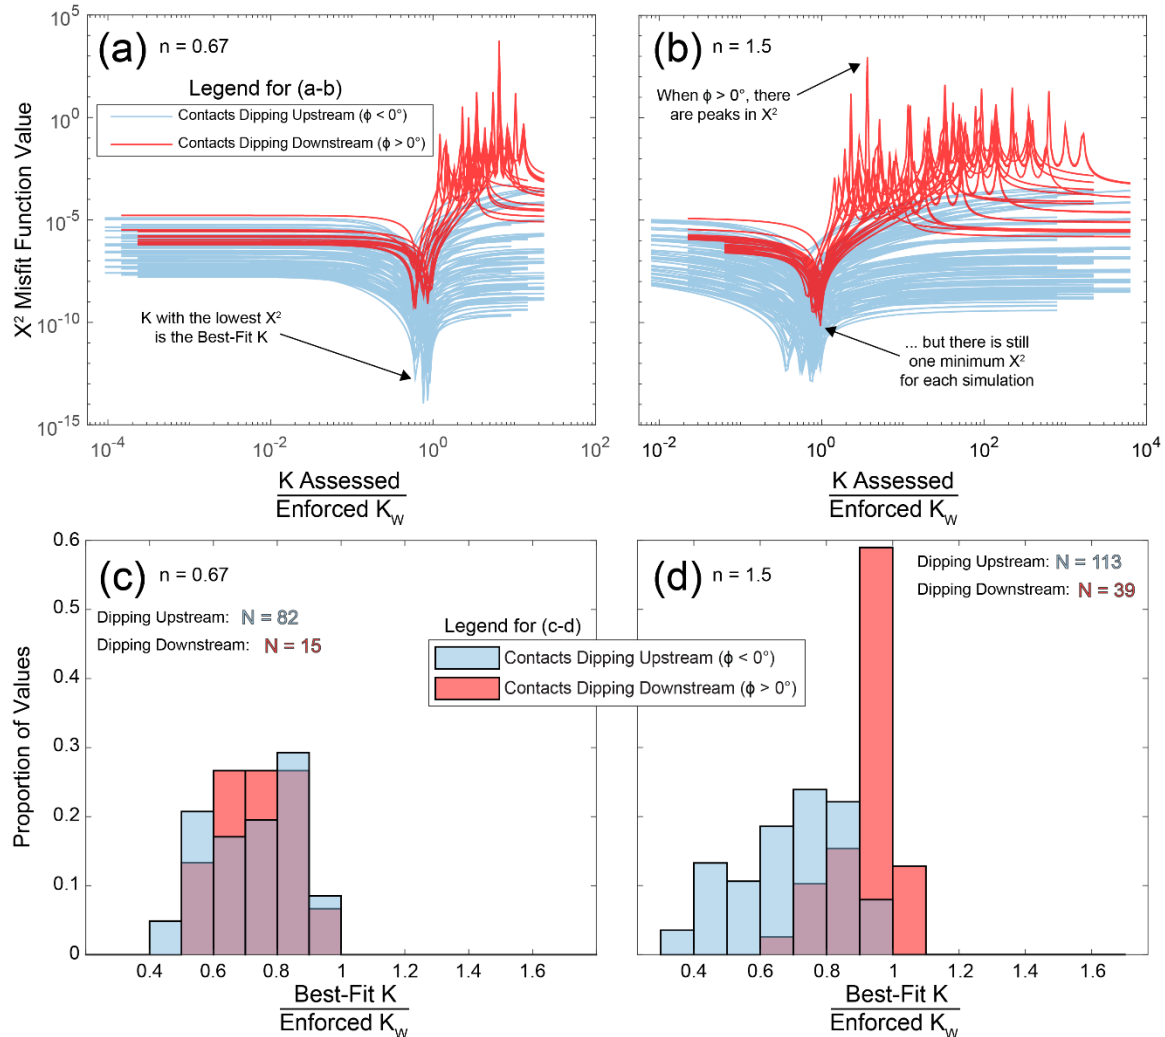 (a) n = 0.67
Legend for (a-b)
Contacts Dipping Upstream (ϕ < 0°)
Contacts Dipping Downstream (ϕ > 0°)
K with the lowest X²
is the Best-Fit K
X² Misfit Function Value
10⁵
10⁰
10⁻⁵
10⁻¹⁰
10⁻¹⁵
10⁻⁴ 10⁻² 10⁰ 10²
K Assessed
Enforced K_W
(b) n = 1.5
When ϕ > 0°, there
are peaks in X²
... but there is still
one minimum X²
for each simulation
10⁻² 10⁰ 10² 10⁴
K Assessed
Enforced K_W
(c) n = 0.67
Dipping Upstream: N = 82
Dipping Downstream: N = 15
Legend for (c-d)
Contacts Dipping Upstream (ϕ < 0°)
Contacts Dipping Downstream (ϕ > 0°)
Proportion of Values
0.6
0.5
0.4
0.3
0.2
0.1
0
0.4 0.6 0.8 1 1.2 1.4 1.6
Best-Fit K
Enforced K_W
(d) n = 1.5
Dipping Upstream: N = 113
Dipping Downstream: N = 39
0.4 0.6 0.8 1 1.2 1.4 1.6
Best-Fit K
Enforced K_W